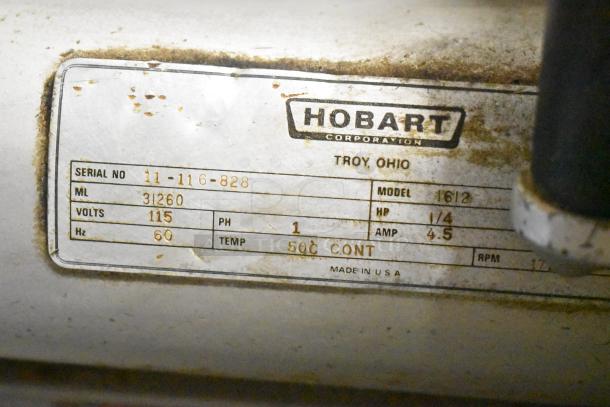 HOBART
CORPORATION
TROY, OHIO
SERIAL NO 11-116-828
MODEL 1612
ML 31260
HP 1/4
VOLTS 115 PH 1
AMP 4.5
Hz 60 TEMP 50C CONT
RPM
MADE IN U S A